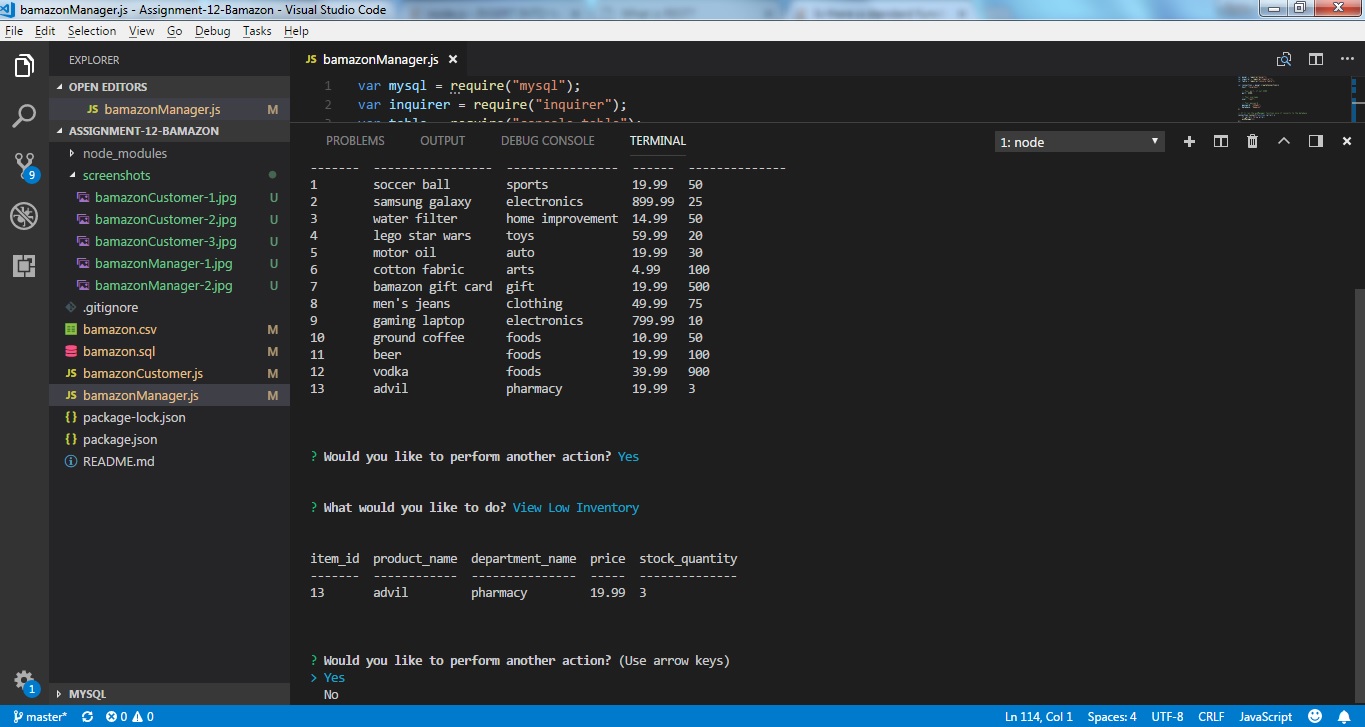 bamazonManager.js - Assignment-12-Bamazon - Visual Studio Code
File Edit Selection View Go Debug Tasks Help
EXPLORER
OPEN EDITORS
JS bamazonManager.js M
ASSIGNMENT-12-BAMAZON
node_modules
screenshots
bamazonCustomer-1.jpg U
bamazonCustomer-2.jpg U
bamazonCustomer-3.jpg U
bamazonManager-1.jpg U
bamazonManager-2.jpg U
.gitignore
bamazon.csv M
bamazon.sql M
JS bamazonCustomer.js M
JS bamazonManager.js M
{} package-lock.json
{} package.json
README.md
MYSQL
9
1
JS bamazonManager.js
1 var mysql = require("mysql");
2 var inquirer = require("inquirer");
3 var table = require("console.table");
PROBLEMS OUTPUT DEBUG CONSOLE TERMINAL
1: node
------- ----------------- ---------------- ------ --------------
1 soccer ball sports 19.99 50
2 samsung galaxy electronics 899.99 25
3 water filter home improvement 14.99 50
4 lego star wars toys 59.99 20
5 motor oil auto 19.99 30
6 cotton fabric arts 4.99 100
7 bamazon gift card gift 19.99 500
8 men's jeans clothing 49.99 75
9 gaming laptop electronics 799.99 10
10 ground coffee foods 10.99 50
11 beer foods 19.99 100
12 vodka foods 39.99 900
13 advil pharmacy 19.99 3
? Would you like to perform another action? Yes
? What would you like to do? View Low Inventory
item_id product_name department_name price stock_quantity
------- ------------ --------------- ----- --------------
13 advil pharmacy 19.99 3
? Would you like to perform another action? (Use arrow keys)
> Yes
No
master* 0 0 Ln 114, Col 1 Spaces: 4 UTF-8 CRLF JavaScript